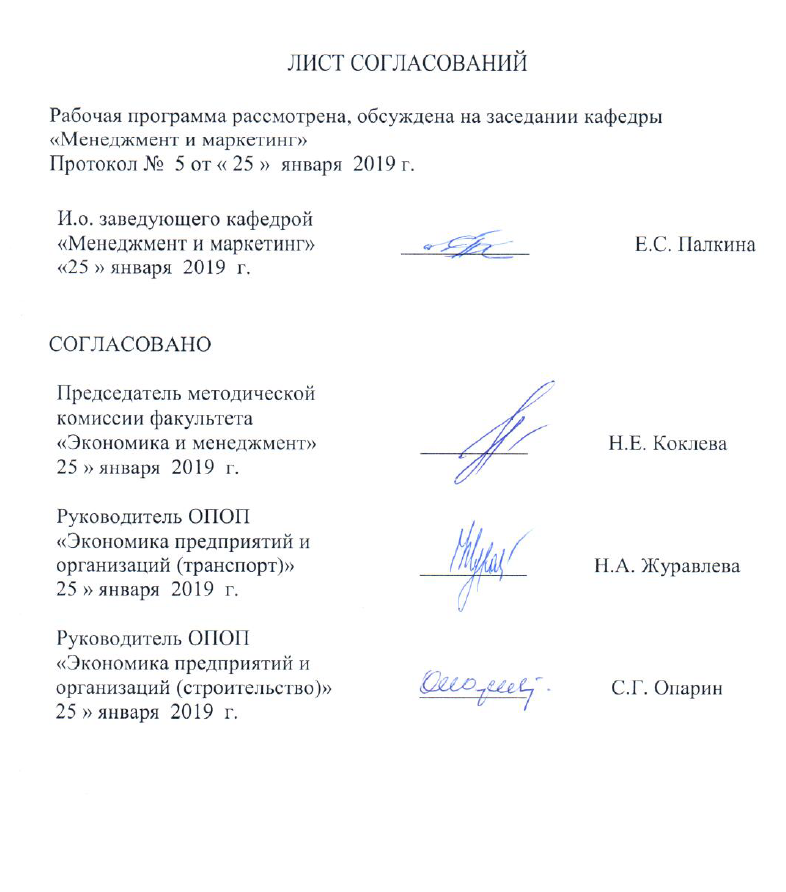 ЛИСТ СОГЛАСОВАНИЙ
Рабочая программа рассмотрена, обсуждена на заседании кафедры
«Менеджмент и маркетинг»
Протокол № 5 от « 25 » января 2019 г.
И.о. заведующего кафедрой
«Менеджмент и маркетинг» Е.С. Палкина
«25 » января 2019 г.
СОГЛАСОВАНО
Председатель методической
комиссии факультета
«Экономика и менеджмент» Н.Е. Коклева
25 » января 2019 г.
Руководитель ОПОП
«Экономика предприятий и
организаций (транспорт)» Н.А. Журавлева
25 » января 2019 г.
Руководитель ОПОП
«Экономика предприятий и
организаций (строительство)» С.Г. Опарин
25 » января 2019 г.